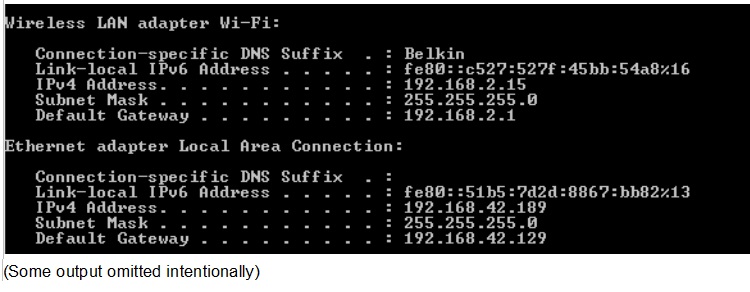 Wireless LAN adapter Wi-Fi:
Connection-specific DNS Suffix . : Belkin
Link-local IPv6 Address . . . . . : fe80::c527:527f:45bb:54a8%16
IPv4 Address. . . . . . . . . . . : 192.168.2.15
Subnet Mask . . . . . . . . . . . : 255.255.255.0
Default Gateway . . . . . . . . . : 192.168.2.1
Ethernet adapter Local Area Connection:
Connection-specific DNS Suffix . :
Link-local IPv6 Address . . . . . : fe80::51b5:7d2d:8867:bb82%13
IPv4 Address. . . . . . . . . . . : 192.168.42.189
Subnet Mask . . . . . . . . . . . : 255.255.255.0
Default Gateway . . . . . . . . . : 192.168.42.129
(Some output omitted intentionally)